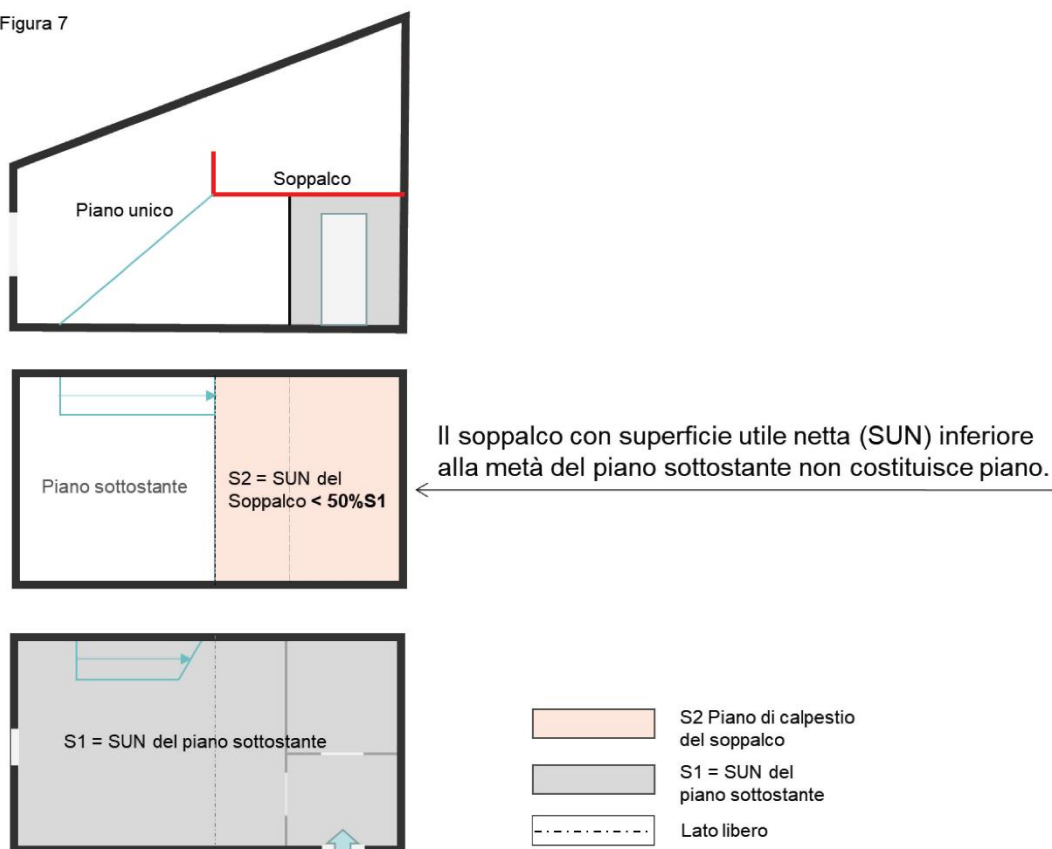 Figura 7
Soppalco
Piano unico
Il soppalco con superficie utile netta (SUN) inferiore
alla metà del piano sottostante non costituisce piano.
Piano sottostante
S2 = SUN del
Soppalco < 50%S1
S1 = SUN del piano sottostante
S2 Piano di calpestio
del soppalco
S1 = SUN del
piano sottostante
Lato libero